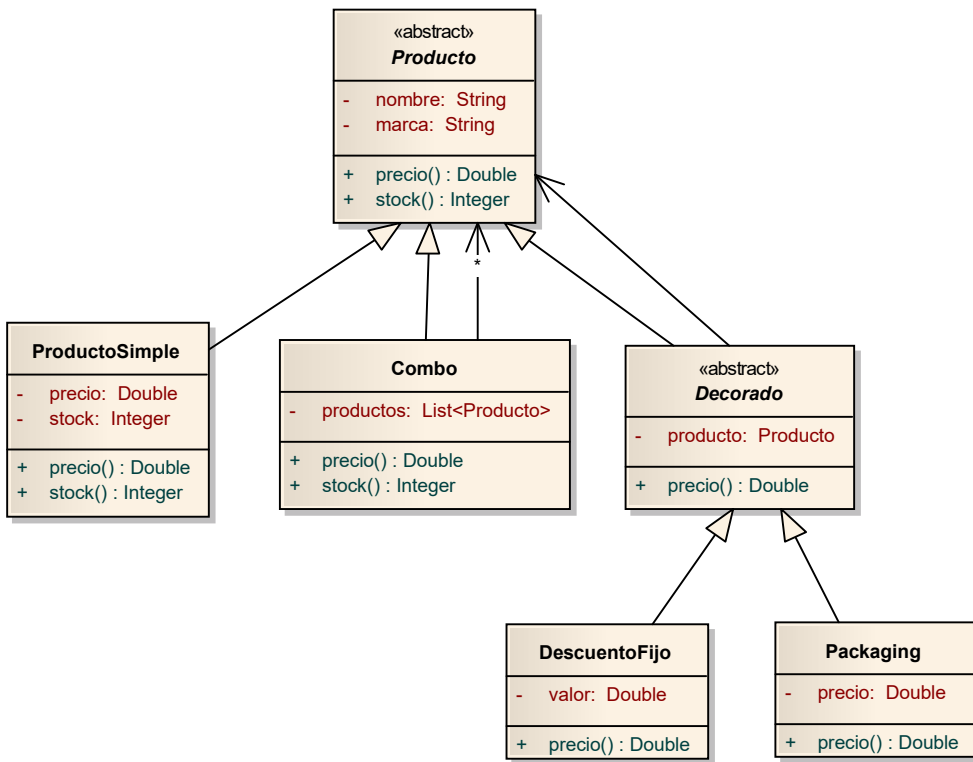 «abstract»
Producto
- nombre: String
- marca: String
+ precio() : Double
+ stock() : Integer
*
ProductoSimple
- precio: Double
- stock: Integer
+ precio() : Double
+ stock() : Integer
Combo
- productos: List<Producto>
+ precio() : Double
+ stock() : Integer
«abstract»
Decorado
- producto: Producto
+ precio() : Double
DescuentoFijo
- valor: Double
+ precio() : Double
Packaging
- precio: Double
+ precio() : Double